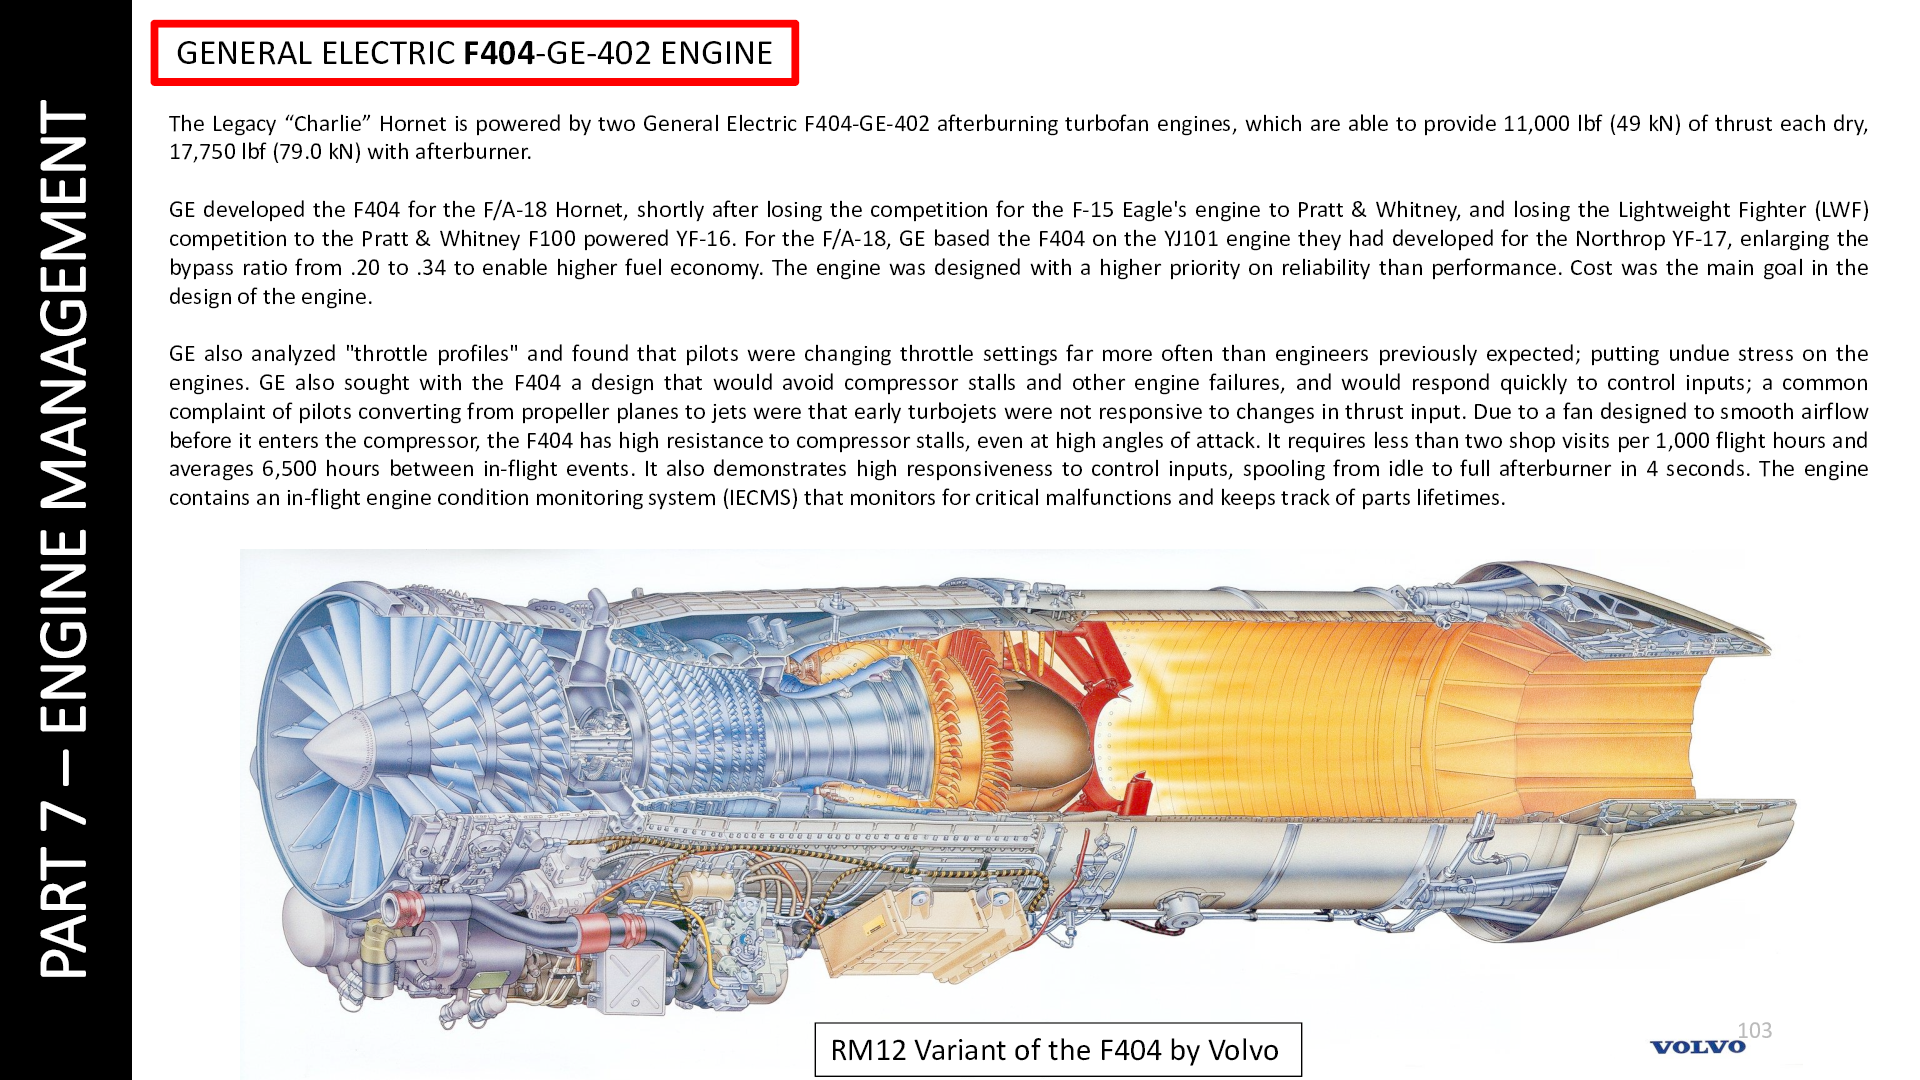 GENERAL ELECTRIC F404-GE-402 ENGINE
PART 7 – ENGINE MANAGEMENT
The Legacy “Charlie” Hornet is powered by two General Electric F404-GE-402 afterburning turbofan engines, which are able to provide 11,000 lbf (49 kN) of thrust each dry,
17,750 lbf (79.0 kN) with afterburner.
GE developed the F404 for the F/A-18 Hornet, shortly after losing the competition for the F-15 Eagle's engine to Pratt & Whitney, and losing the Lightweight Fighter (LWF)
competition to the Pratt & Whitney F100 powered YF-16. For the F/A-18, GE based the F404 on the YJ101 engine they had developed for the Northrop YF-17, enlarging the
bypass ratio from .20 to .34 to enable higher fuel economy. The engine was designed with a higher priority on reliability than performance. Cost was the main goal in the
design of the engine.
GE also analyzed "throttle profiles" and found that pilots were changing throttle settings far more often than engineers previously expected; putting undue stress on the
engines. GE also sought with the F404 a design that would avoid compressor stalls and other engine failures, and would respond quickly to control inputs; a common
complaint of pilots converting from propeller planes to jets were that early turbojets were not responsive to changes in thrust input. Due to a fan designed to smooth airflow
before it enters the compressor, the F404 has high resistance to compressor stalls, even at high angles of attack. It requires less than two shop visits per 1,000 flight hours and
averages 6,500 hours between in-flight events. It also demonstrates high responsiveness to control inputs, spooling from idle to full afterburner in 4 seconds. The engine
contains an in-flight engine condition monitoring system (IECMS) that monitors for critical malfunctions and keeps track of parts lifetimes.
RM12 Variant of the F404 by Volvo
VOLVO
103